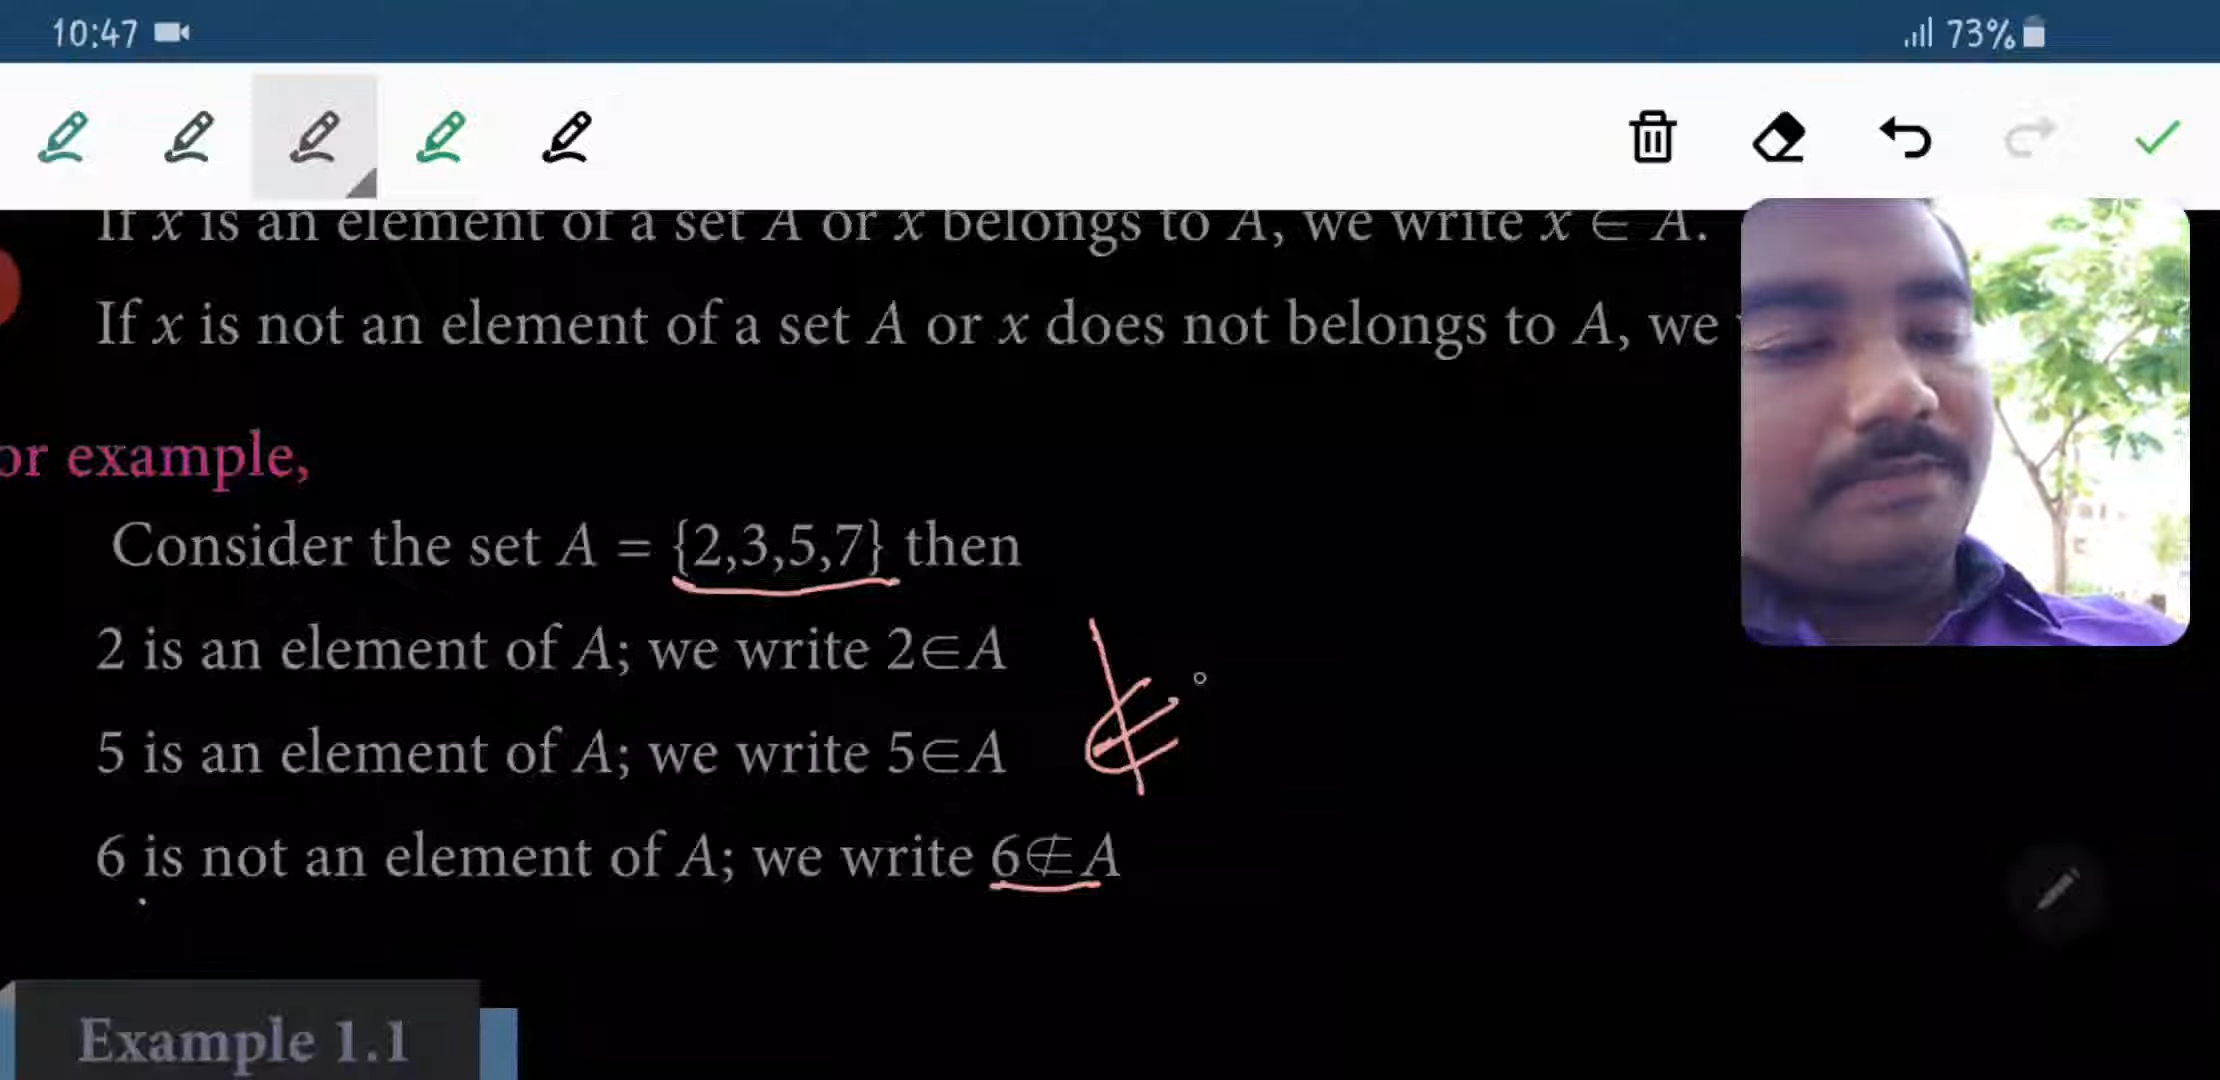 10:47 73%
If x is an element of a set A or x belongs to A, we write x ∈ A.
If x is not an element of a set A or x does not belongs to A, we
or example,
Consider the set A = {2,3,5,7} then
2 is an element of A; we write 2∈A
5 is an element of A; we write 5∈A
∉
6 is not an element of A; we write 6∉A
Example 1.1